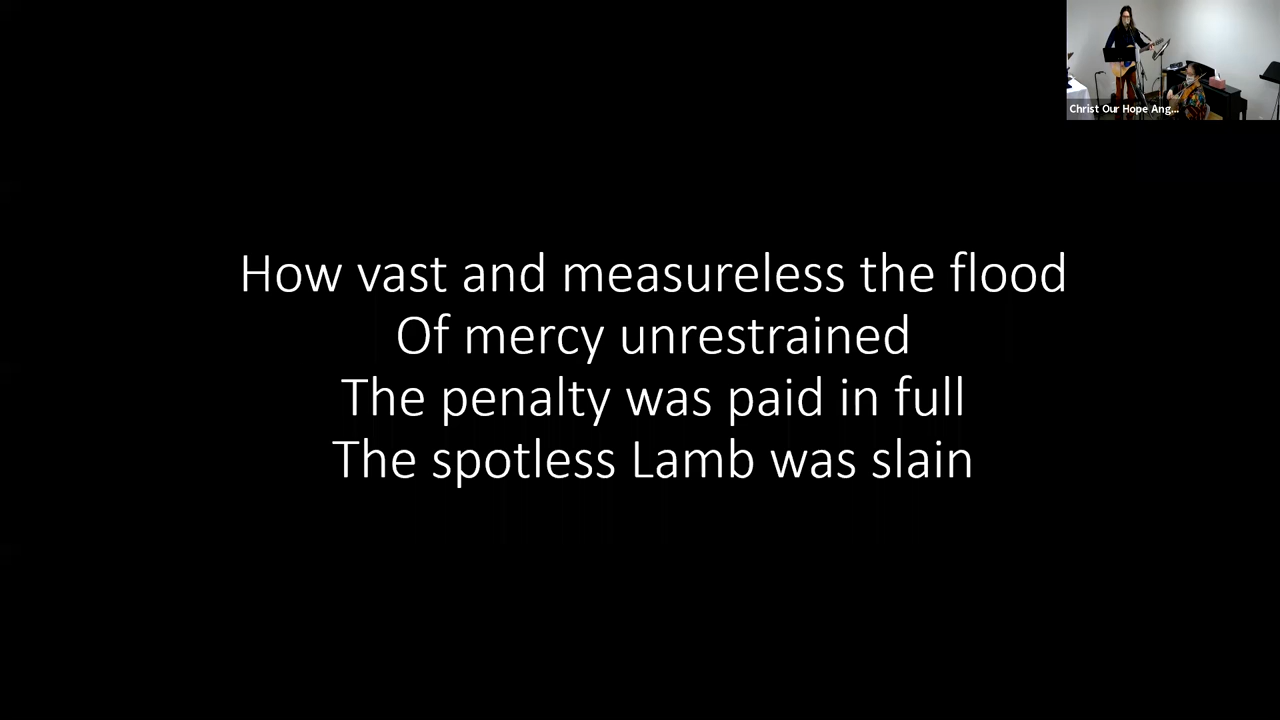 Christ Our Hope Ang...
How vast and measureless the flood
Of mercy unrestrained
The penalty was paid in full
The spotless Lamb was slain